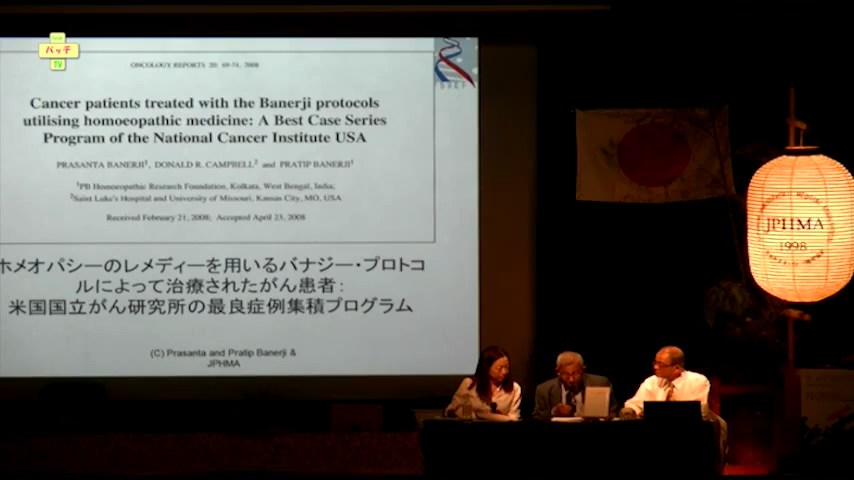 バッチ
TV
ONCOLOGY REPORTS 20: 69-74, 2008
Cancer patients treated with the Banerji protocols
utilising homoeopathic medicine: A Best Case Series
Program of the National Cancer Institute USA
PRASANTA BANERJI¹, DONALD R. CAMPBELL² and PRATIP BANERJI¹
¹PB Homoeopathic Research Foundation, Kolkata, West Bengal, India;
²Saint Luke's Hospital and University of Missouri, Kansas City, MO, USA
Received February 21, 2008; Accepted April 23, 2008
ホメオパシーのレメディーを用いるバナジー・プロトコ
ルによって治療されたがん患者：
米国国立がん研究所の最良症例集積プログラム
(C) Prasanta and Pratip Banerji &
JPHMA
JPHMA
1998